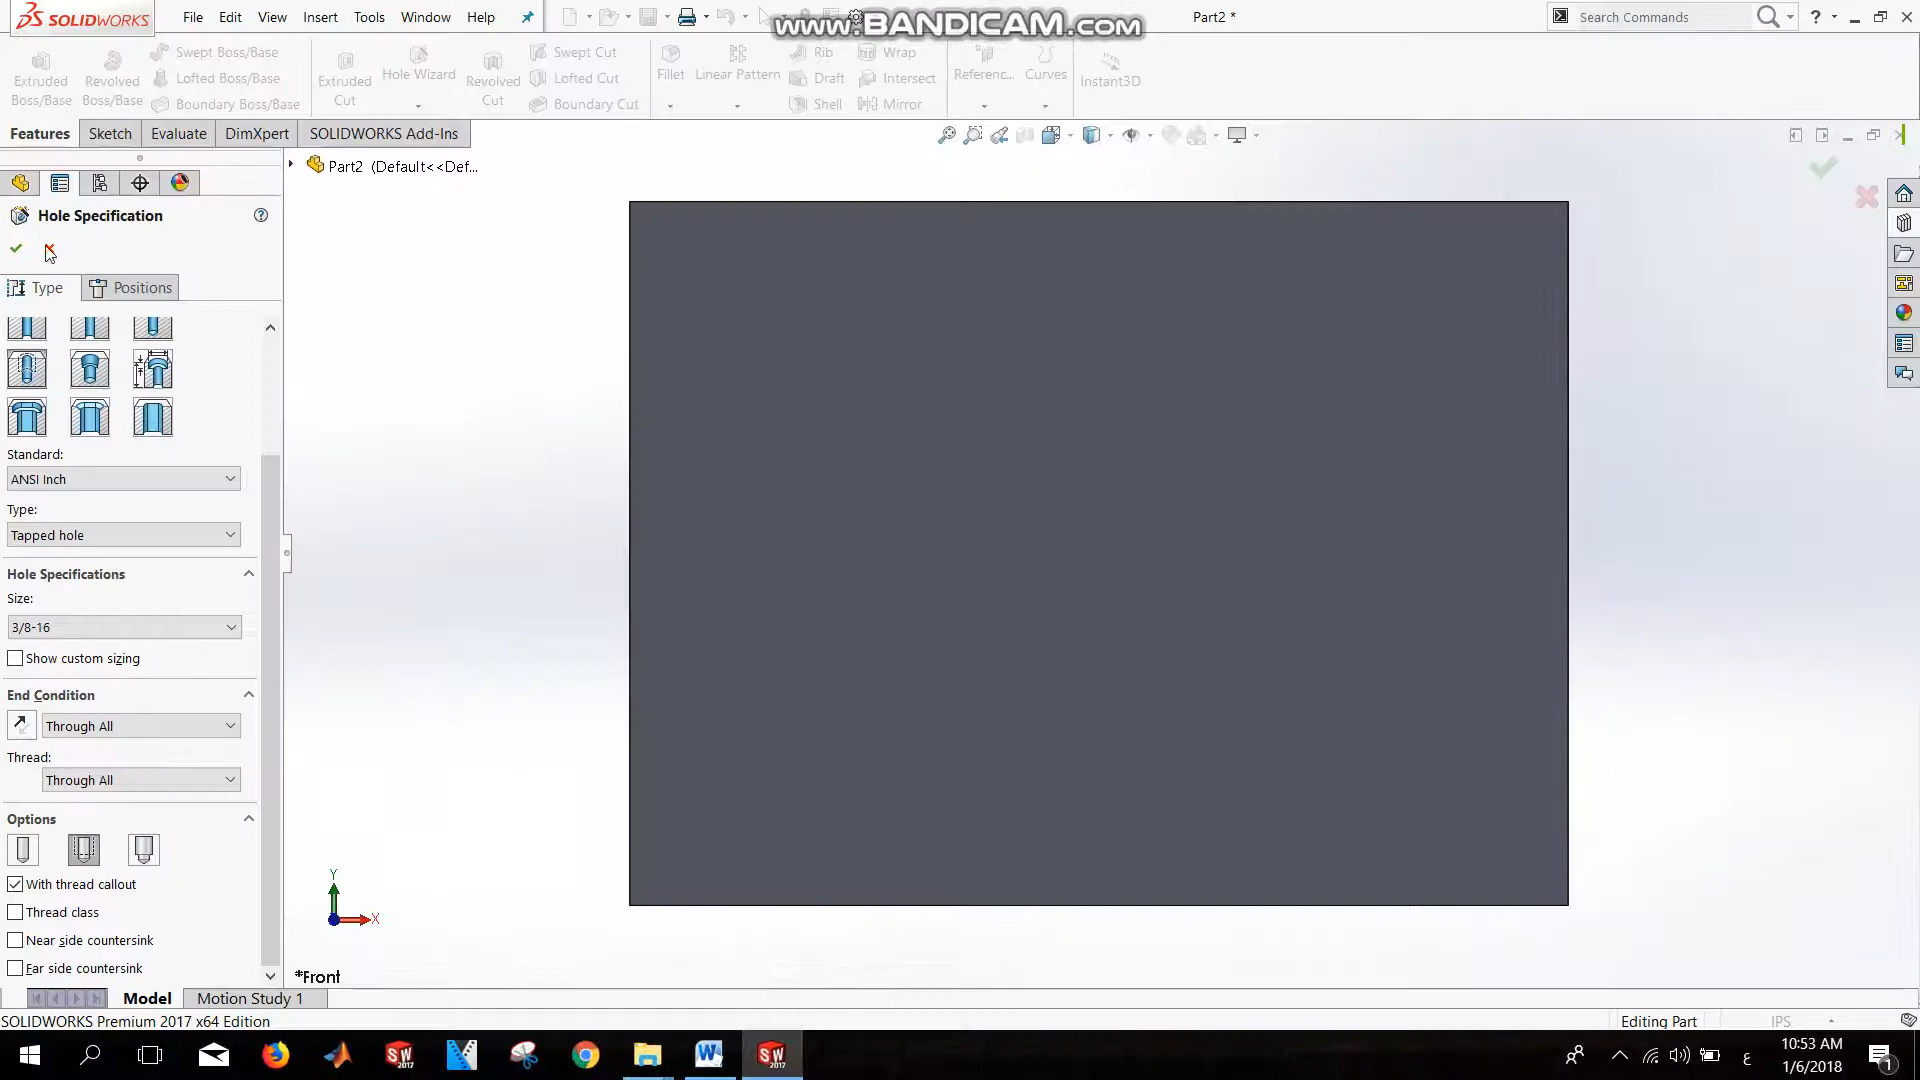 SOLIDWORKS
File Edit View Insert Tools Window Help
www.BANDICAM.com
Part2 *
Search Commands
Extruded Boss/Base
Revolved Boss/Base
Swept Boss/Base
Lofted Boss/Base
Boundary Boss/Base
Extruded Cut
Hole Wizard
Revolved Cut
Swept Cut
Lofted Cut
Boundary Cut
Fillet
Linear Pattern
Rib
Draft
Shell
Wrap
Intersect
Mirror
Referenc...
Curves
Instant3D
Features Sketch Evaluate DimXpert SOLIDWORKS Add-Ins
Part2 (Default<<Def...
Hole Specification
Type Positions
Standard:
ANSI Inch
Type:
Tapped hole
Hole Specifications
Size:
3/8-16
Show custom sizing
End Condition
Through All
Thread:
Through All
Options
With thread callout
Thread class
Near side countersink
Far side countersink
Y
X
*Front
Model Motion Study 1
SOLIDWORKS Premium 2017 x64 Edition
Editing Part
IPS
SW 2017
W
SW 2017
ع
10:53 AM
1/6/2018
1